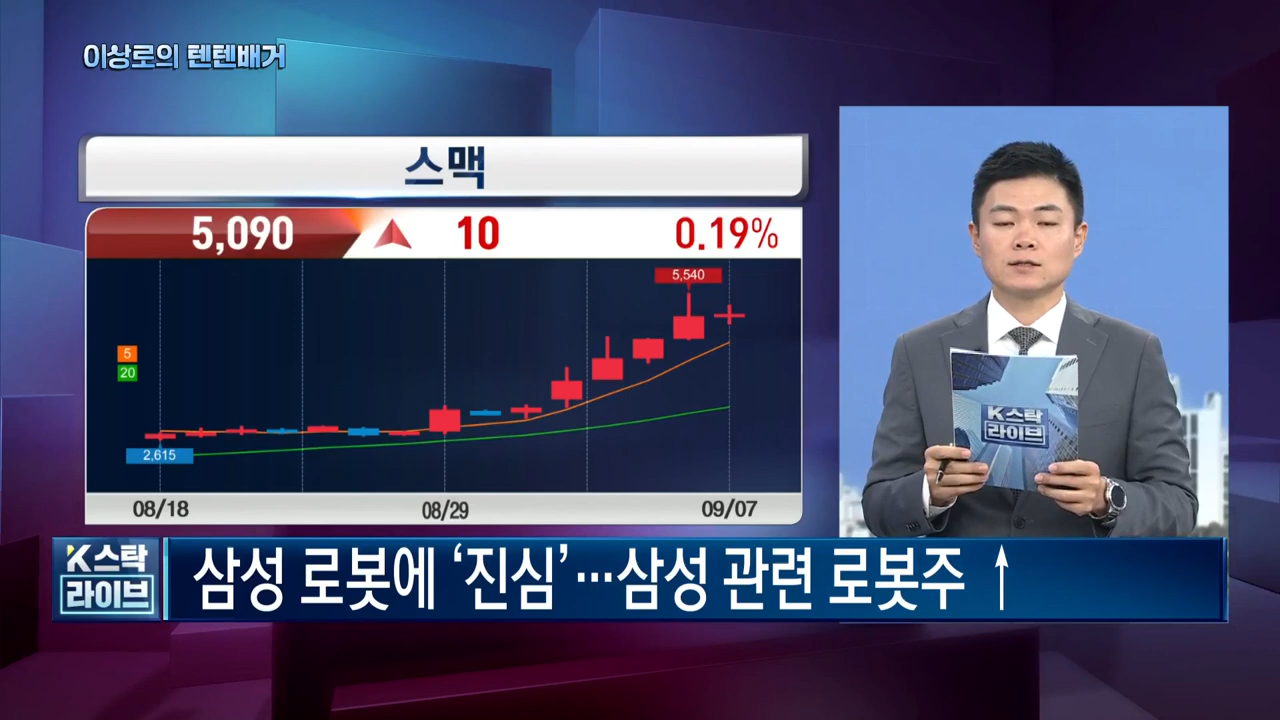 이상로의 텐텐배거
스맥
5,090 ▲ 10 0.19%
5,540
5
20
2,615
08/18 08/29 09/07
K스탁
라이브
K스탁
라이브
삼성 로봇에 ‘진심’…삼성 관련 로봇주 ↑